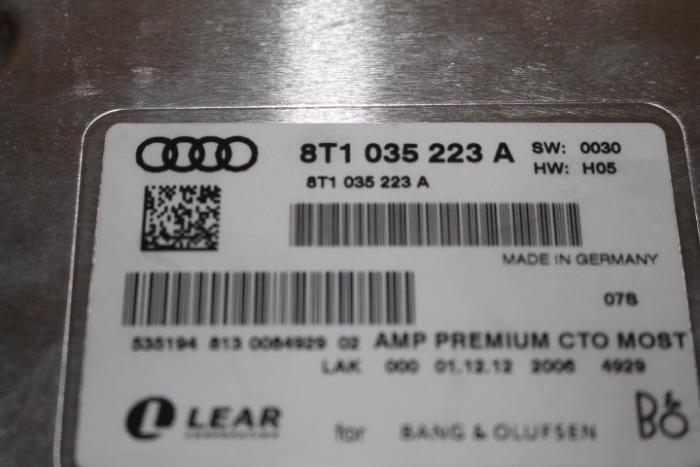 8T1 035 223 A SW: 0030
8T1 035 223 A HW: H05
MADE IN GERMANY
07B
535194 813 0084929 02 AMP PREMIUM CTO MOST
LAK 000 01.12.12 2006 4929
LEAR for BANG & OLUFSEN B&O